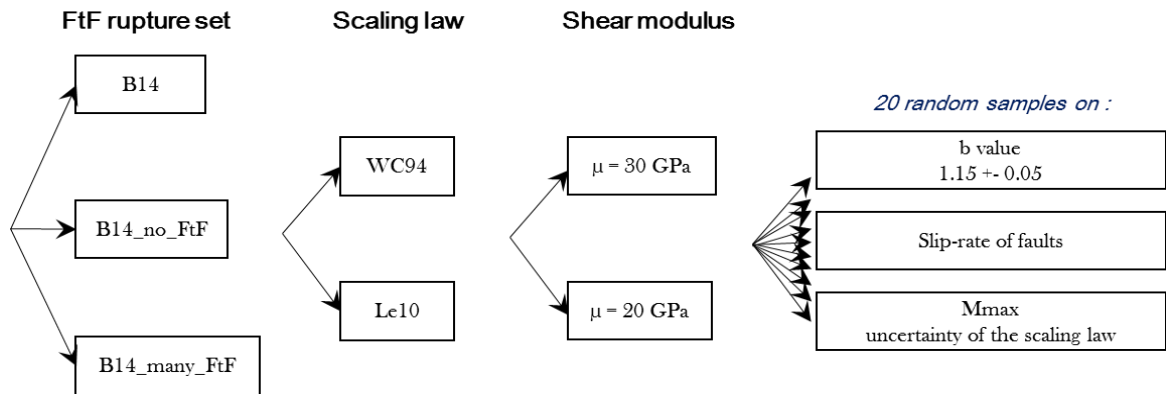 FtF rupture set
Scaling law
Shear modulus
B14
B14_no_FtF
B14_many_FtF
WC94
Le10
μ = 30 GPa
μ = 20 GPa
20 random samples on :
b value
1.15 +- 0.05
Slip-rate of faults
Mmax
uncertainty of the scaling law